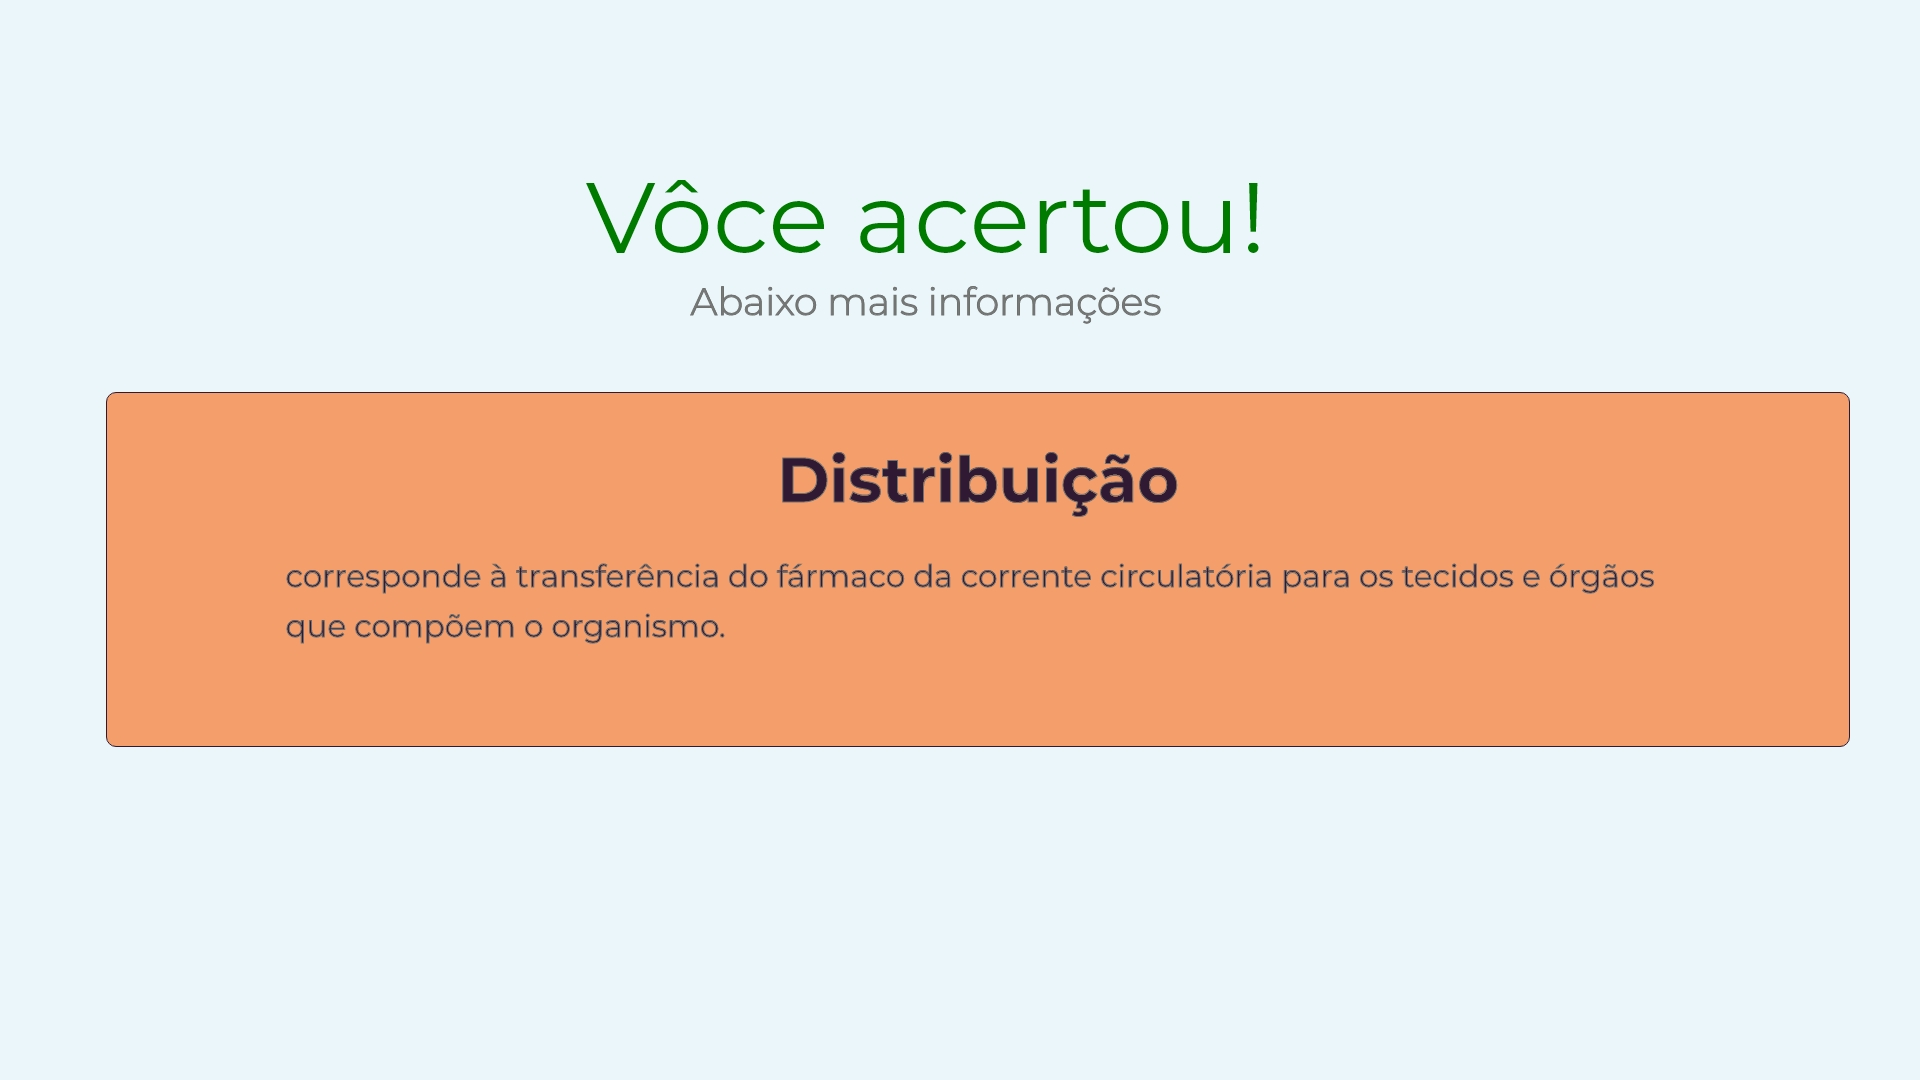 Vôce acertou!
Abaixo mais informações
Distribuição
corresponde à transferência do fármaco da corrente circulatória para os tecidos e órgãos
que compõem o organismo.